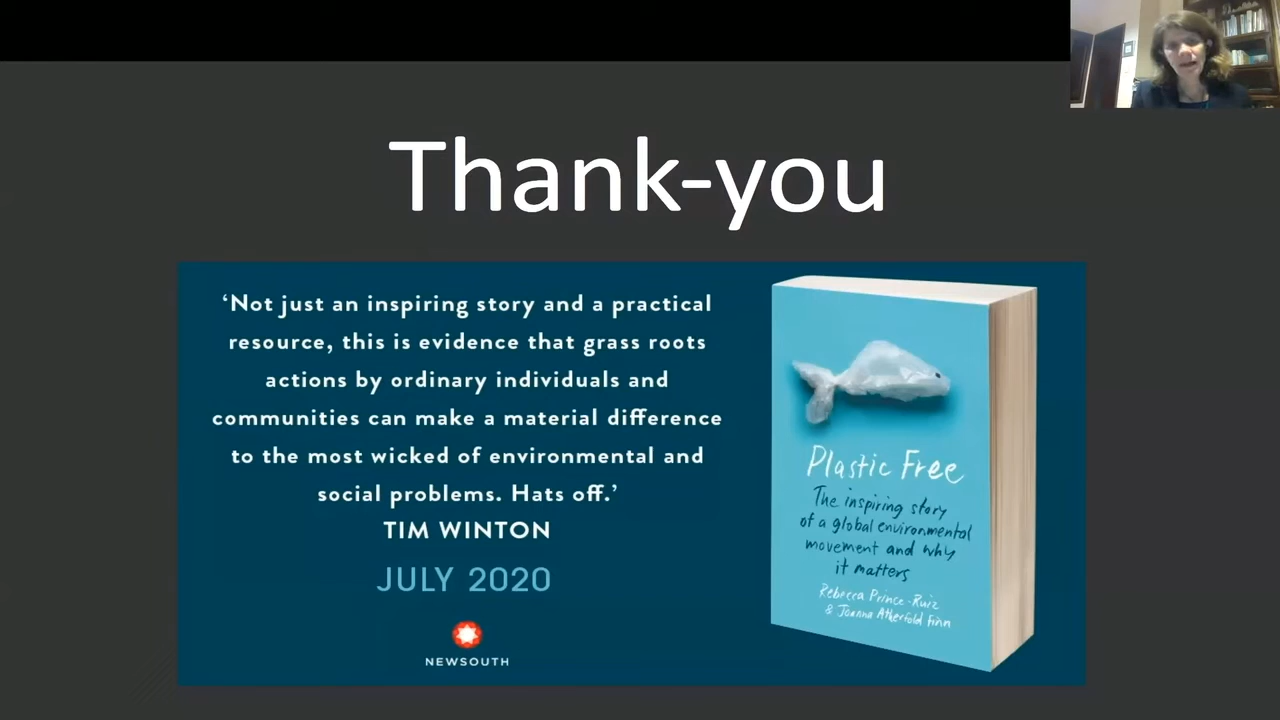 Thank-you
‘Not just an inspiring story and a practical
resource, this is evidence that grass roots
actions by ordinary individuals and
communities can make a material difference
to the most wicked of environmental and
social problems. Hats off.’
TIM WINTON
JULY 2020
NEWSOUTH
Plastic Free
The inspiring story
of a global environmental
movement and why
it matters
Rebecca Prince-Ruiz
& Joanna Atherfold Finn